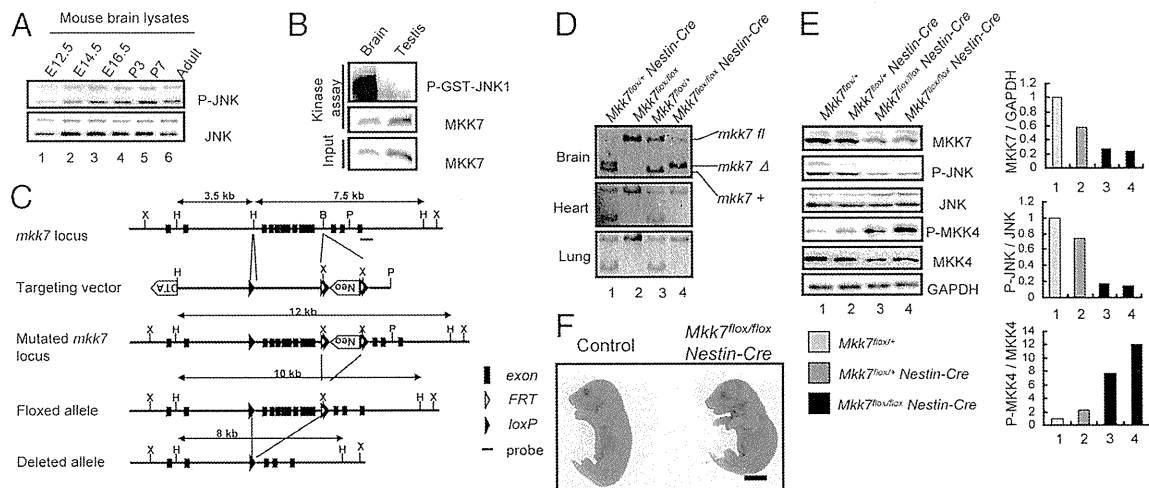 A
Mouse brain lysates
E12.5
E14.5
E16.5
P3
P7
Adult
P-JNK
JNK
1 2 3 4 5 6
B
Brain
Testis
Kinase assay
P-GST-JNK1
MKK7
Input
MKK7
C
3.5 kb
7.5 kb
X H H B P H X
mkk7 locus
Targeting vector
H X X P
DTA
Neo
12 kb
Mutated mkk7 locus
X H X X P H X
Neo
10 kb
Floxed allele
X H X H X
8 kb
Deleted allele
X H H X
exon
FRT
loxP
probe
D
Mkk7flox/+ Nestin-Cre
Mkk7flox/flox
Mkk7flox/+
Mkk7flox/flox Nestin-Cre
Brain
mkk7 fl
mkk7 Δ
mkk7 +
Heart
Lung
1 2 3 4
E
Mkk7flox/+
Mkk7flox/+ Nestin-Cre
Mkk7flox/flox Nestin-Cre
Mkk7flox/flox Nestin-Cre
MKK7
P-JNK
JNK
P-MKK4
MKK4
GAPDH
1 2 3 4
Mkk7flox/+
Mkk7flox/+ Nestin-Cre
Mkk7flox/flox Nestin-Cre
MKK7 / GAPDH
1.2
1
0.8
0.6
0.4
0.2
0
1 2 3 4
P-JNK / JNK
1.2
1
0.8
0.6
0.4
0.2
0
1 2 3 4
P-MKK4 / MKK4
14
12
10
8
6
4
2
0
1 2 3 4
F
Control
Mkk7flox/flox
Nestin-Cre